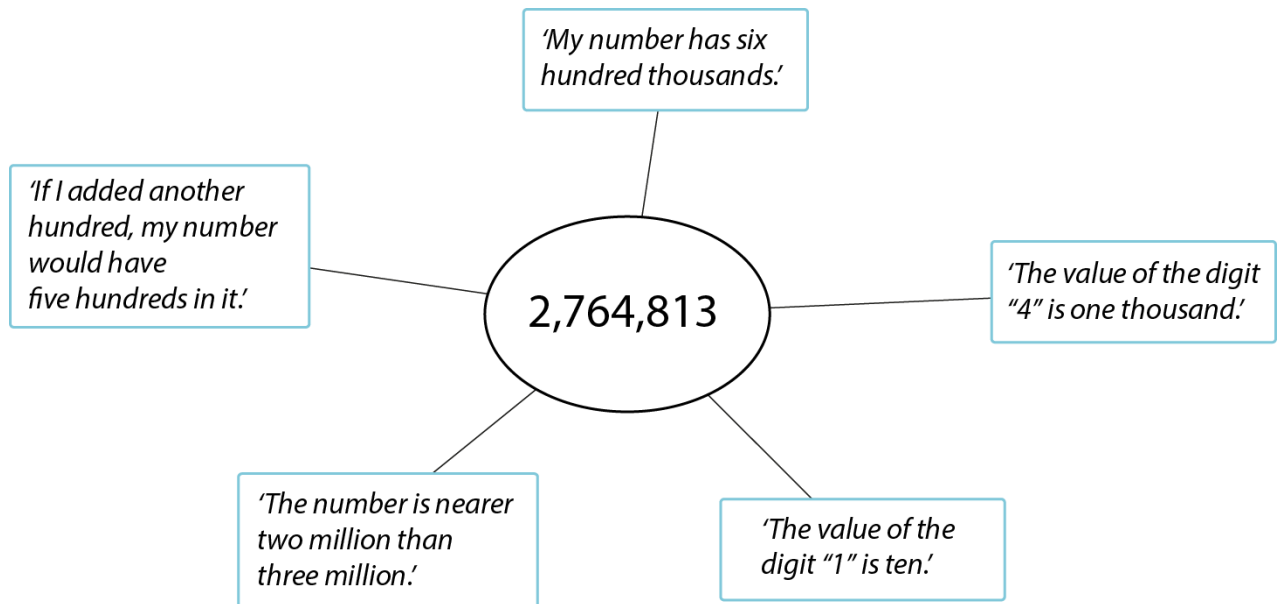 ‘My number has six
hundred thousands.’
‘If I added another
hundred, my number
would have
five hundreds in it.’
‘The value of the digit
“4” is one thousand.’
2,764,813
‘The number is nearer
two million than
three million.’
‘The value of the
digit “1” is ten.’